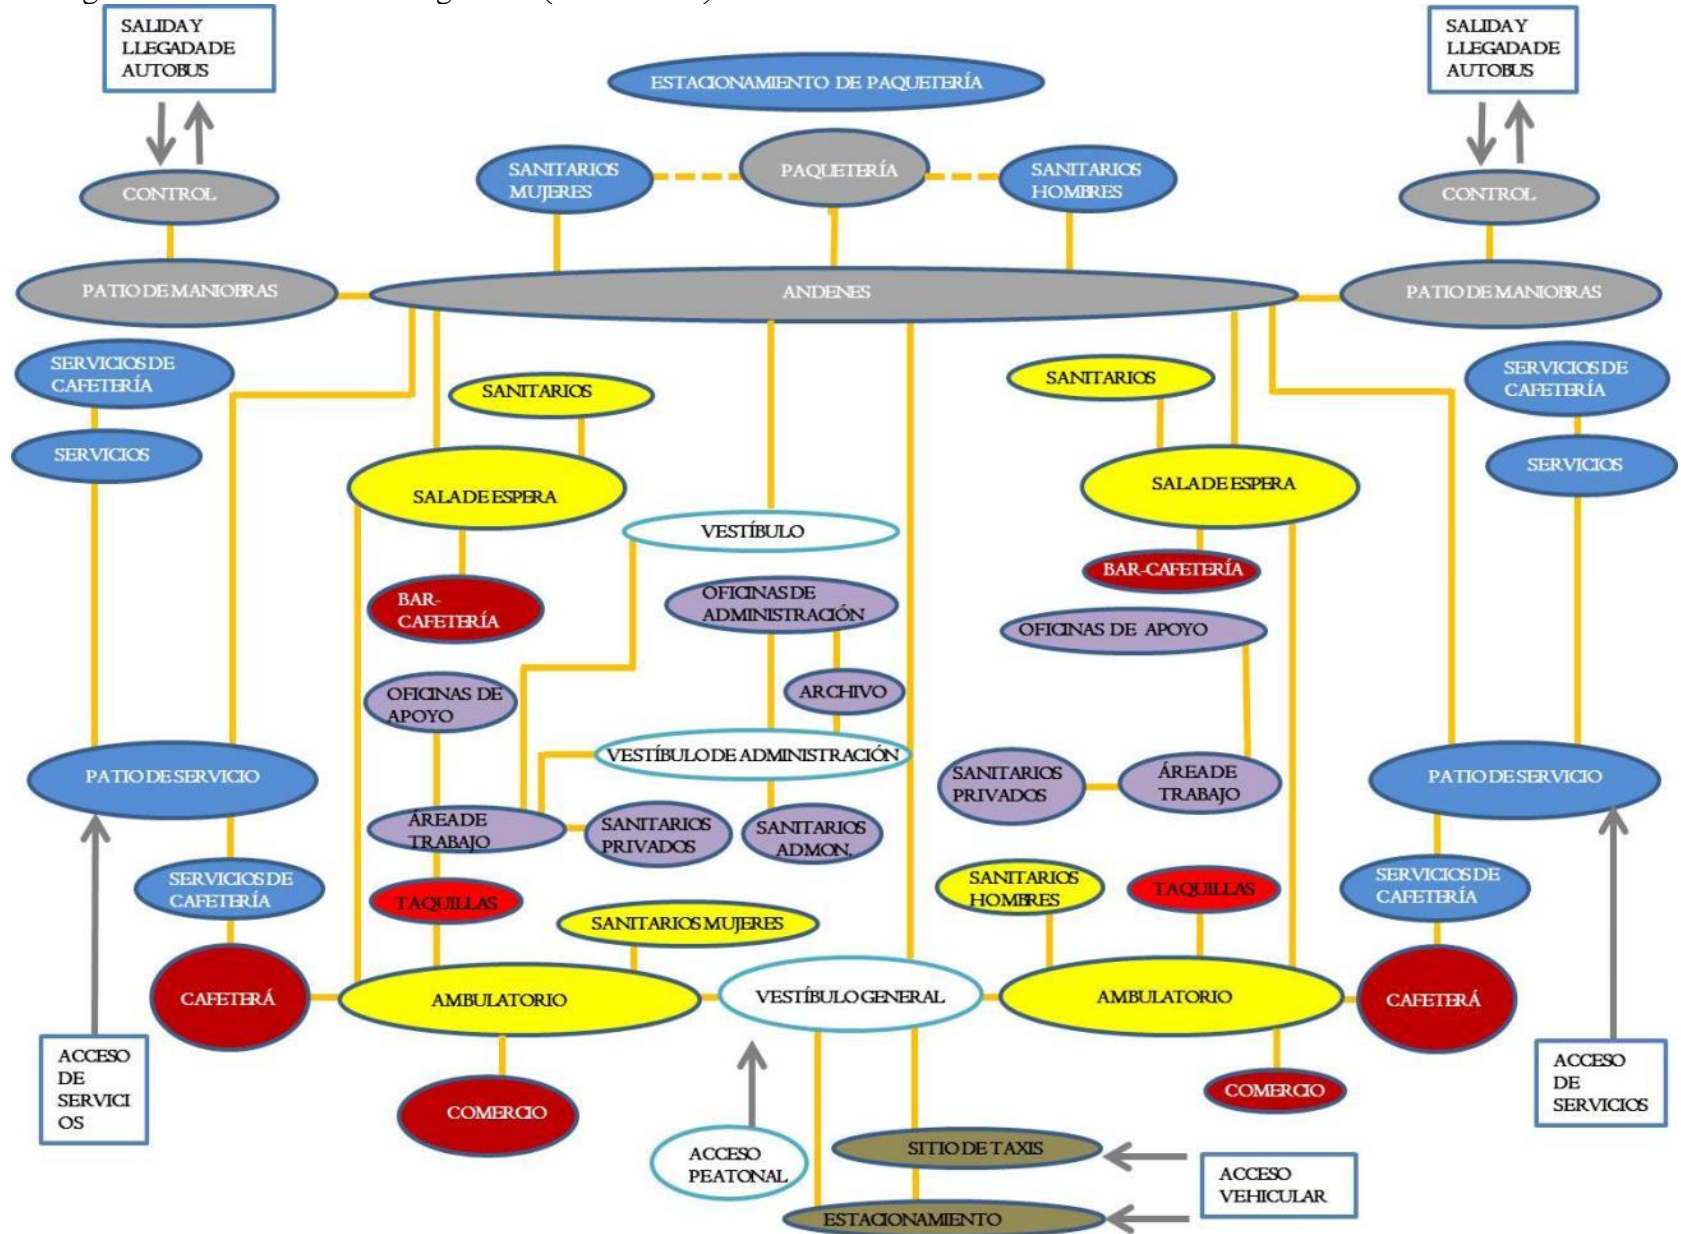 SALIDA Y
LLEGADA DE
AUTOBUS
SALIDA Y
LLEGADA DE
AUTOBUS
ESTACIONAMIENTO DE PAQUETERÍA
SANITARIOS
MUJERES
PAQUETERÍA
SANITARIOS
HOMBRES
CONTROL
CONTROL
PATIO DE MANIOBRAS
ANDENES
PATIO DE MANIOBRAS
SERVICIOS DE
CAFETERÍA
SANITARIOS
SANITARIOS
SERVICIOS DE
CAFETERÍA
SERVICIOS
SERVICIOS
SALA DE ESPERA
SALA DE ESPERA
VESTÍBULO
BAR-
CAFETERÍA
BAR-CAFETERÍA
OFICINAS DE
ADMINISTRACIÓN
OFICINAS DE APOYO
OFICINAS DE
APOYO
ARCHIVO
VESTÍBULO DE ADMINISTRACIÓN
PATIO DE SERVICIO
SANITARIOS
PRIVADOS
ÁREA DE
TRABAJO
PATIO DE SERVICIO
ÁREA DE
TRABAJO
SANITARIOS
PRIVADOS
SANITARIOS
ADMON.
SERVICIOS DE
CAFETERÍA
TAQUILLAS
SANITARIOS
HOMBRES
TAQUILLAS
SERVICIOS DE
CAFETERÍA
SANITARIOS MUJERES
CAFETERÁ
AMBULATORIO
VESTÍBULO GENERAL
AMBULATORIO
CAFETERÁ
ACCESO
DE
SERVICI
OS
COMERCIO
COMERCIO
ACCESO
DE
SERVICIOS
ACCESO
PEATONAL
SITIO DE TAXIS
ACCESO
VEHICULAR
ESTACIONAMIENTO